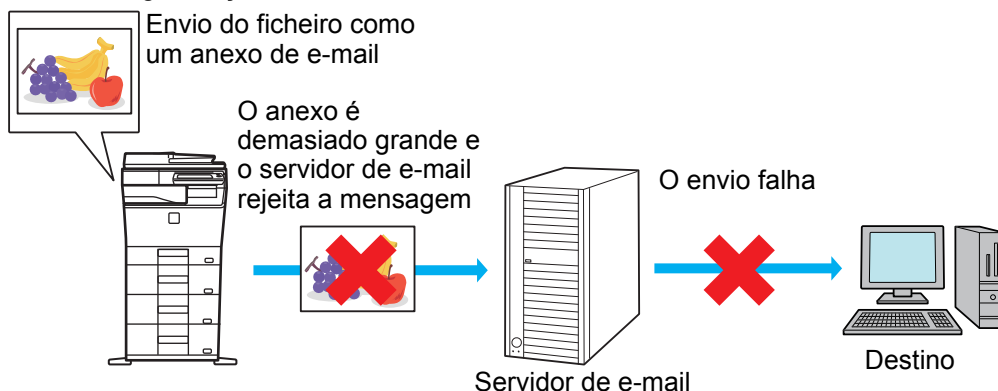 Envio do ficheiro como
um anexo de e-mail
O anexo é
demasiado grande e
o servidor de e-mail
rejeita a mensagem
O envio falha
Destino
Servidor de e-mail